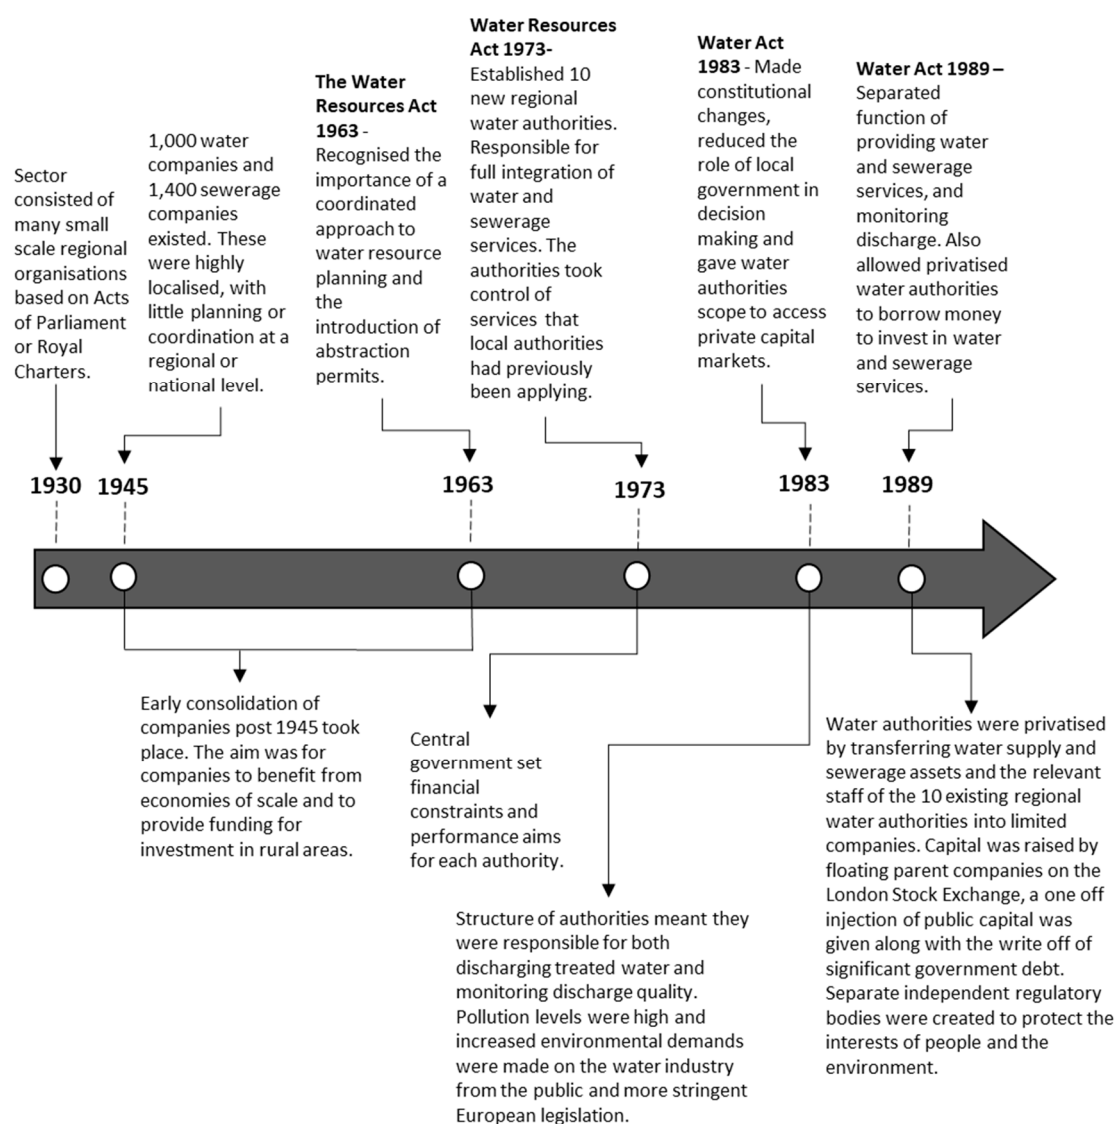 Sector
consisted of
many small
scale regional
organisations
based on Acts
of Parliament
or Royal
Charters.
1,000 water
companies and
1,400 sewerage
companies
existed. These
were highly
localised, with
little planning or
coordination at a
regional or
national level.
The Water
Resources Act
1963 -
Recognised the
importance of a
coordinated
approach to
water resource
planning and
the
introduction of
abstraction
permits.
Water Resources
Act 1973-
Established 10
new regional
water authorities.
Responsible for
full integration of
water and
sewerage
services. The
authorities took
control of
services that
local authorities
had previously
been applying.
Water Act
1983 - Made
constitutional
changes,
reduced the
role of local
government in
decision
making and
gave water
authorities
scope to access
private capital
markets.
Water Act 1989 –
Separated
function of
providing water
and sewerage
services, and
monitoring
discharge. Also
allowed privatised
water authorities
to borrow money
to invest in water
and sewerage
services.
1930
1945
1963
1973
1983
1989
Early consolidation of
companies post 1945 took
place. The aim was for
companies to benefit from
economies of scale and to
provide funding for
investment in rural areas.
Central
government set
financial
constraints and
performance aims
for each authority.
Structure of authorities meant they
were responsible for both
discharging treated water and
monitoring discharge quality.
Pollution levels were high and
increased environmental demands
were made on the water industry
from the public and more stringent
European legislation.
Water authorities were privatised
by transferring water supply and
sewerage assets and the relevant
staff of the 10 existing regional
water authorities into limited
companies. Capital was raised by
floating parent companies on the
London Stock Exchange, a one off
injection of public capital was
given along with the write off of
significant government debt.
Separate independent regulatory
bodies were created to protect the
interests of people and the
environment.